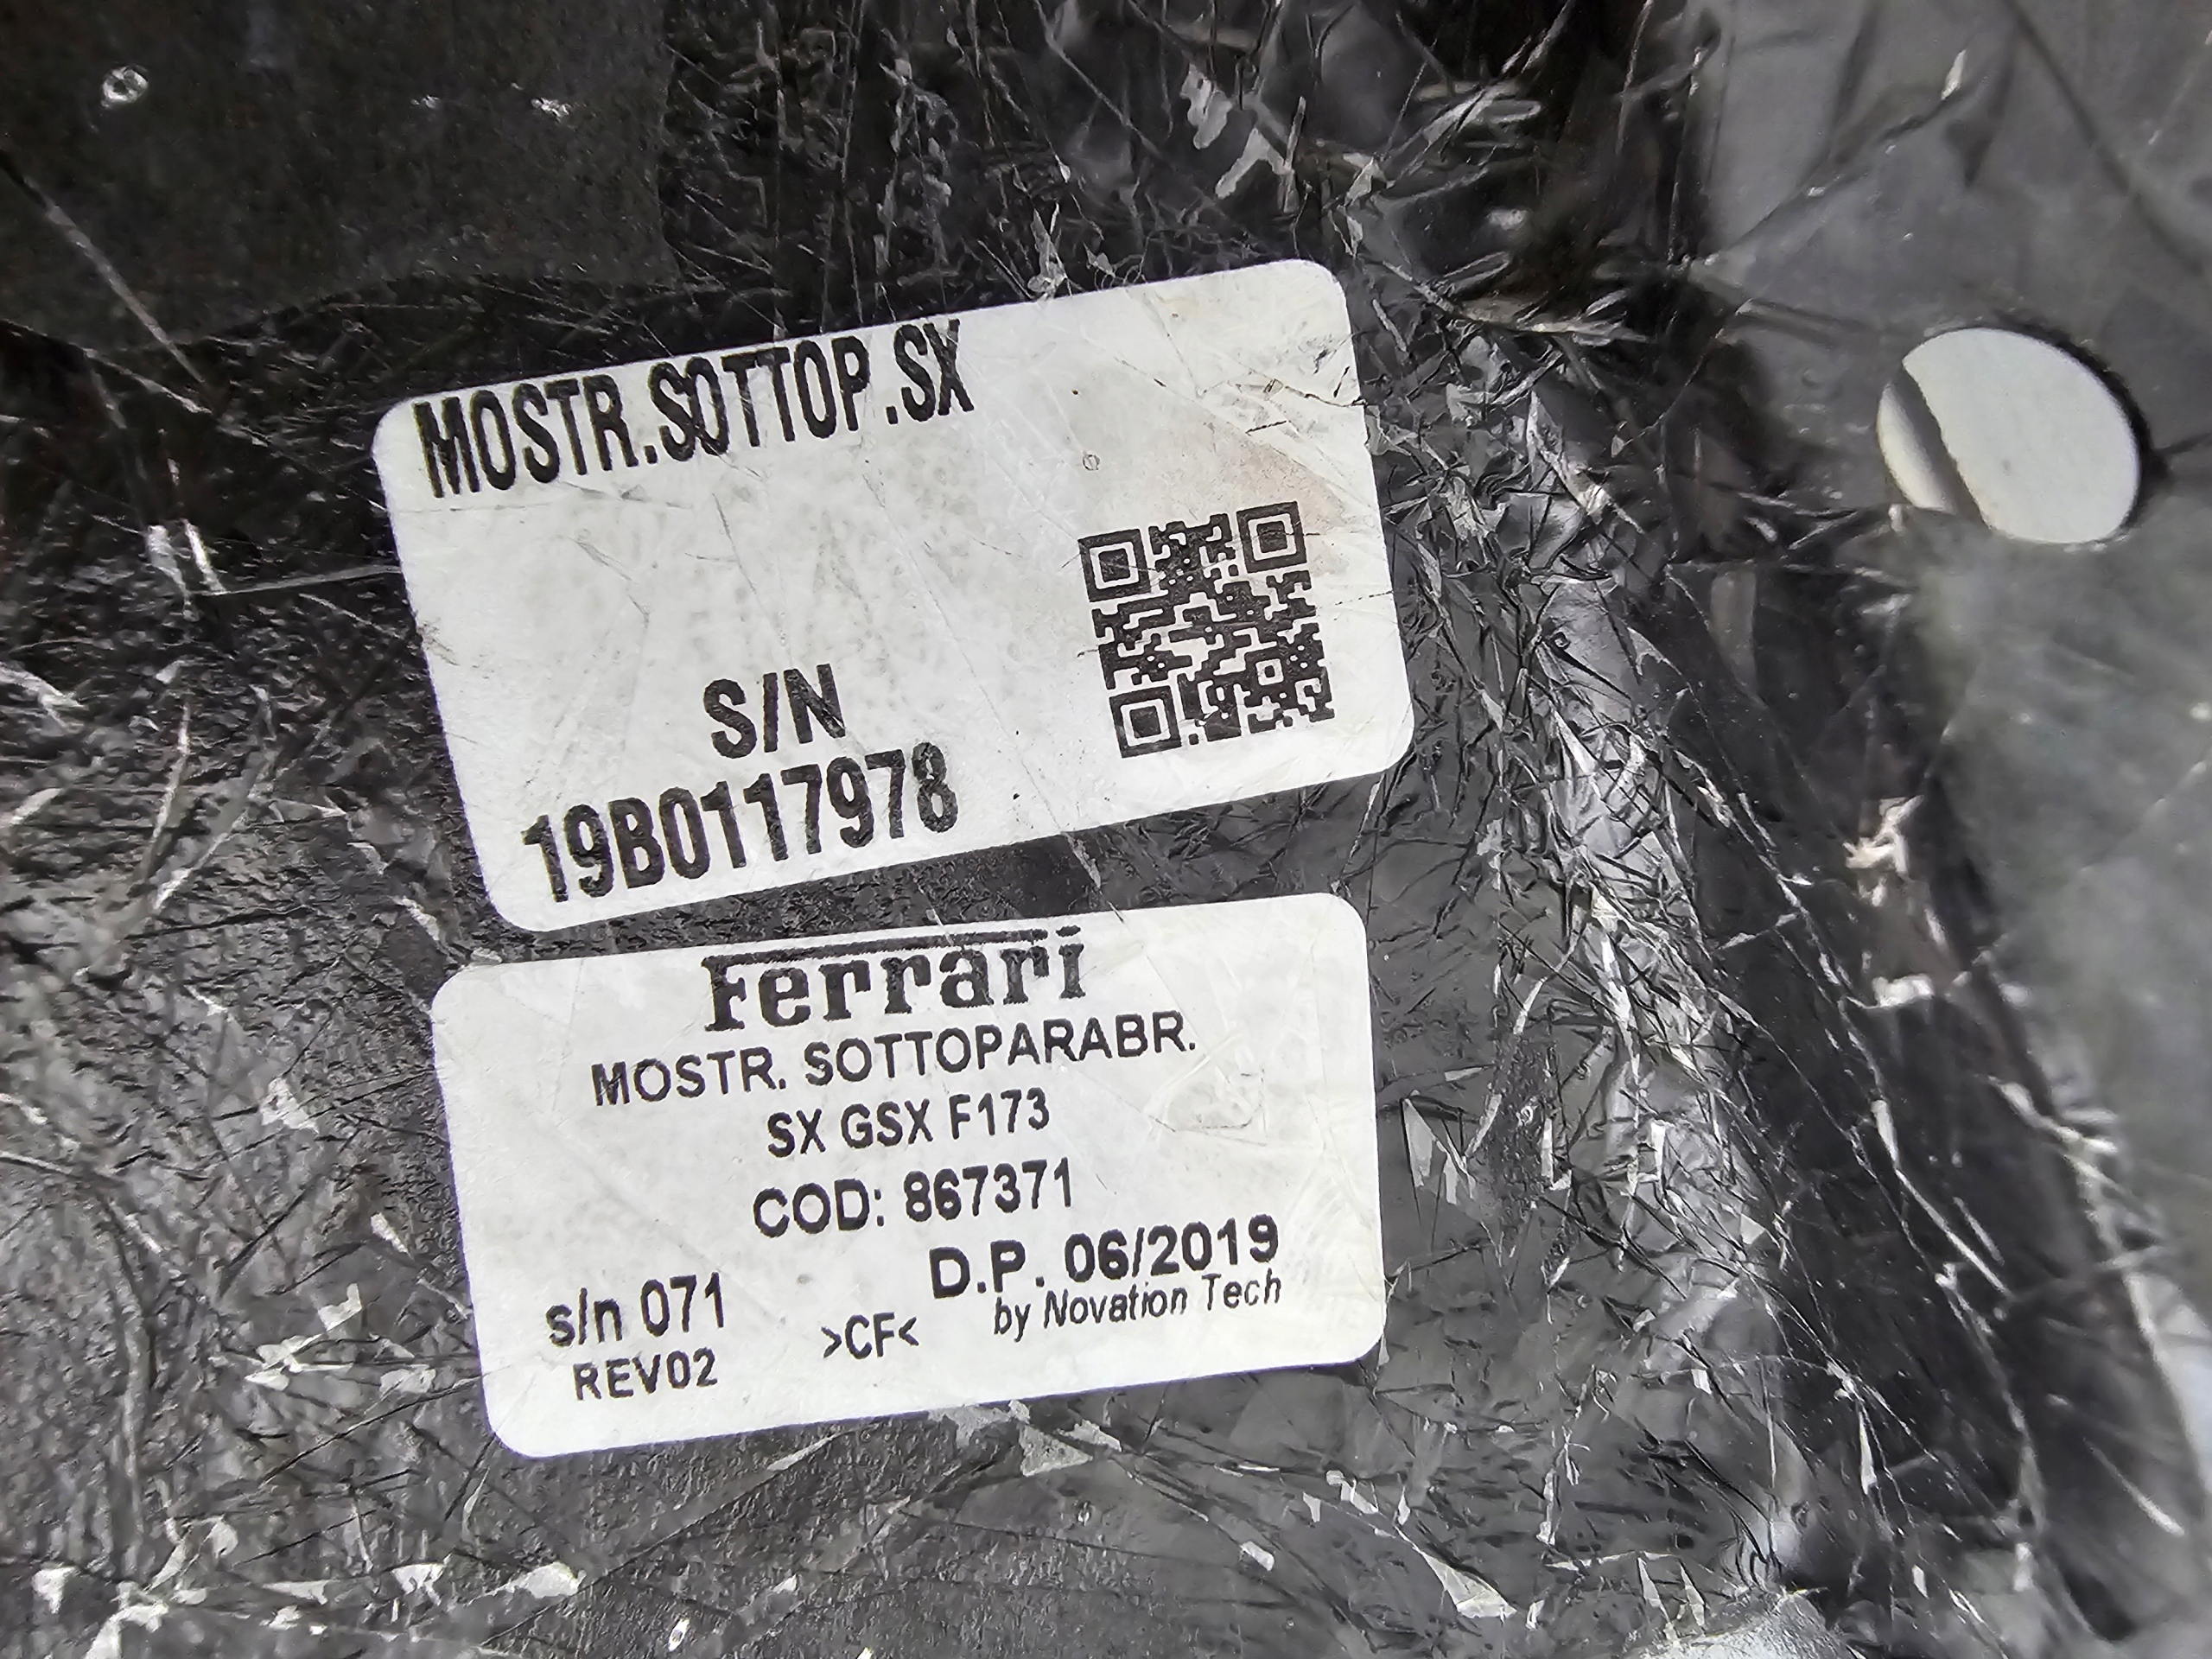 MOSTR.SOTTOP.SX
S/N
19B0117978
Ferrari
MOSTR. SOTTOPARABR.
SX GSX F173
COD: 867371
D.P. 06/2019
s/n 071
by Novation Tech
REV02
>CF<